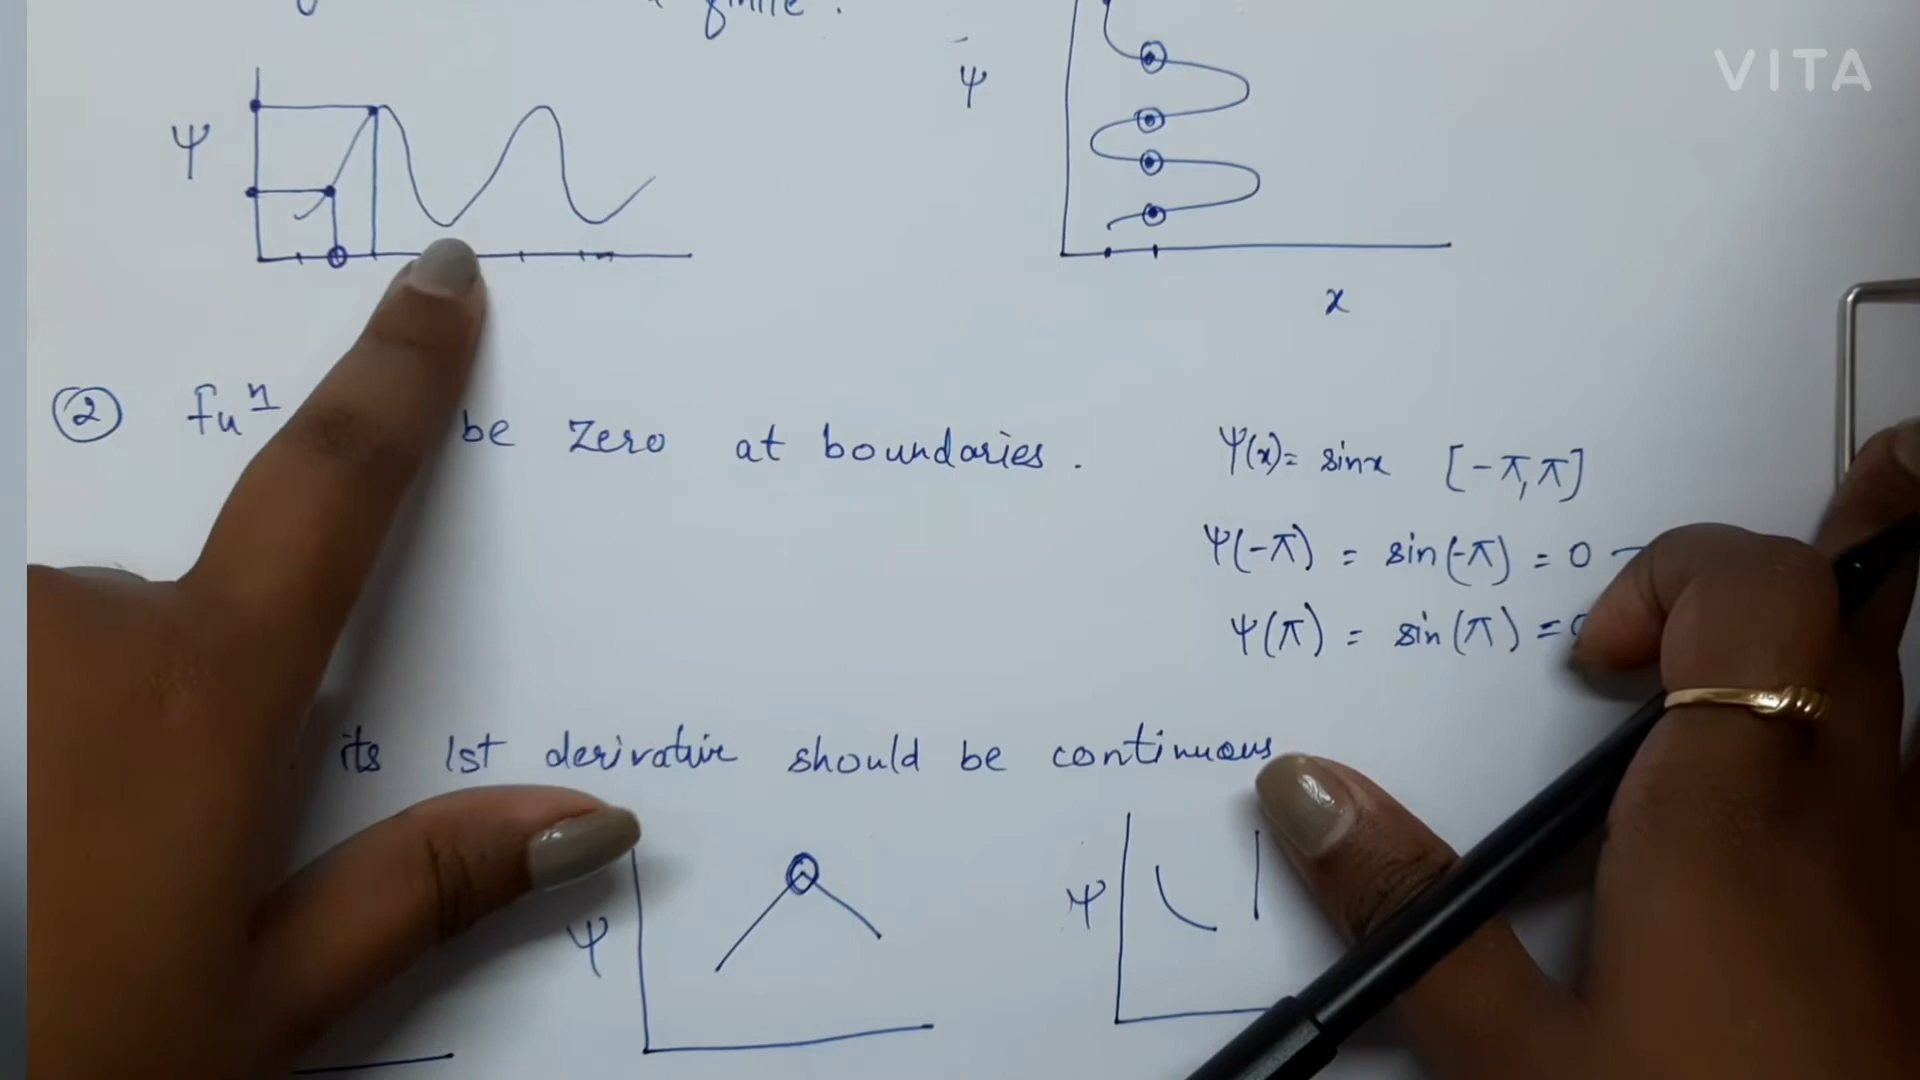 finite.
VITA
ψ
ψ
x
② fuⁿ be zero at boundaries.
ψ(x)= sinx [-π,π]
ψ(-π) = sin(-π) = 0
ψ(π) = sin(π) =
its 1st derivative should be continuous
ψ
ψ